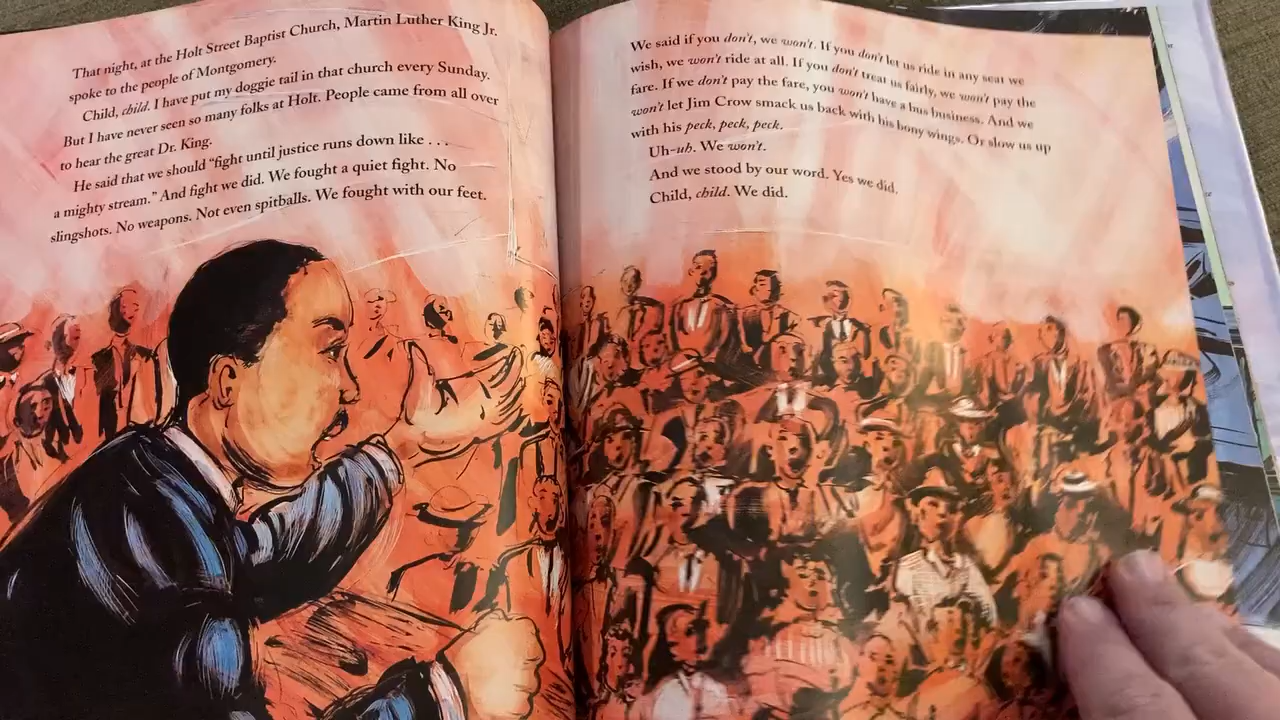 That night, at the Holt Street Baptist Church, Martin Luther King Jr.
spoke to the people of Montgomery.
Child, child. I have put my doggie tail in that church every Sunday.
But I have never seen so many folks at Holt. People came from all over
to hear the great Dr. King.
He said that we should “fight until justice runs down like . . .
a mighty stream.” And fight we did. We fought a quiet fight. No
slingshots. No weapons. Not even spitballs. We fought with our feet.
We said if you don’t, we won’t. If you don’t let us ride in any seat we
wish, we won’t ride at all. If you don’t treat us fairly, we won’t pay the
fare. If we don’t pay the fare, you won’t have a bus business. And we
won’t let Jim Crow smack us back with his bony wings. Or slow us up
with his peck, peck, peck.
Uh-uh. We won’t.
And we stood by our word. Yes we did.
Child, child. We did.